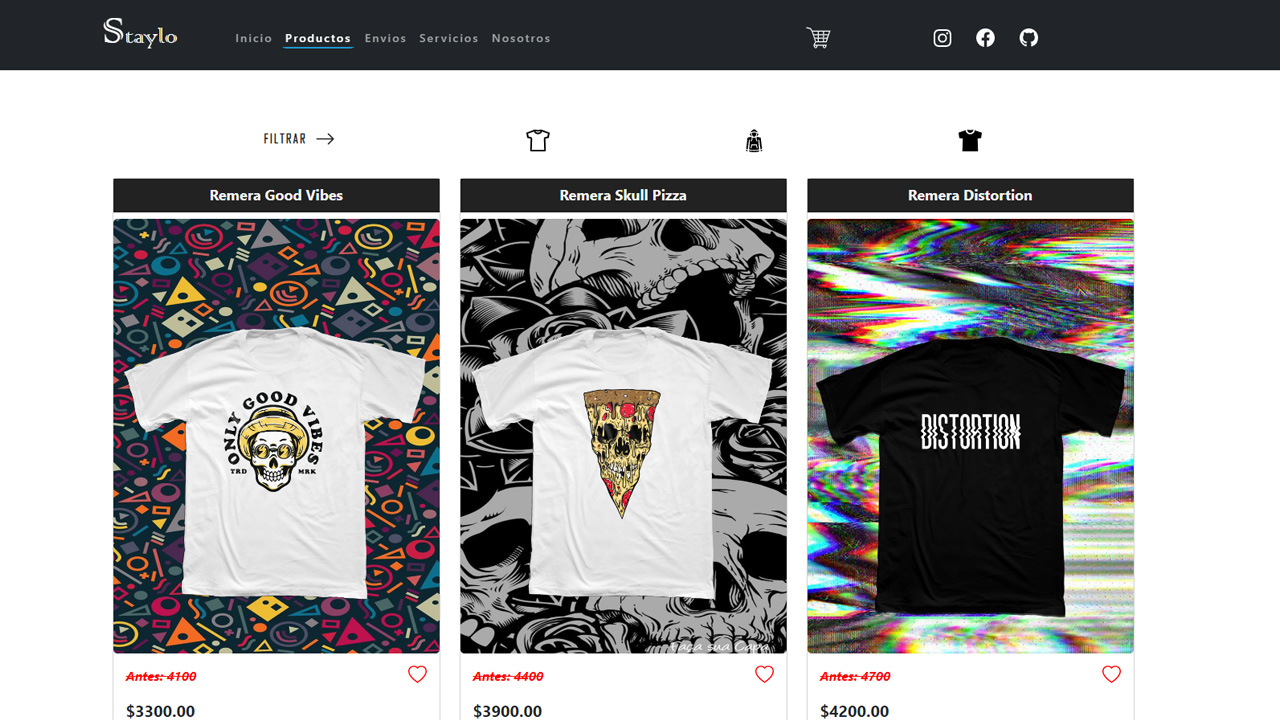 Staylo
Inicio Productos Envios Servicios Nosotros
FILTRAR
Remera Good Vibes
Remera Skull Pizza
Remera Distortion
ONLY GOOD VIBES
TRD MRK
DISTORTION
Faça sua Capa
Antes: 4100
Antes: 4400
Antes: 4700
$3300.00
$3900.00
$4200.00